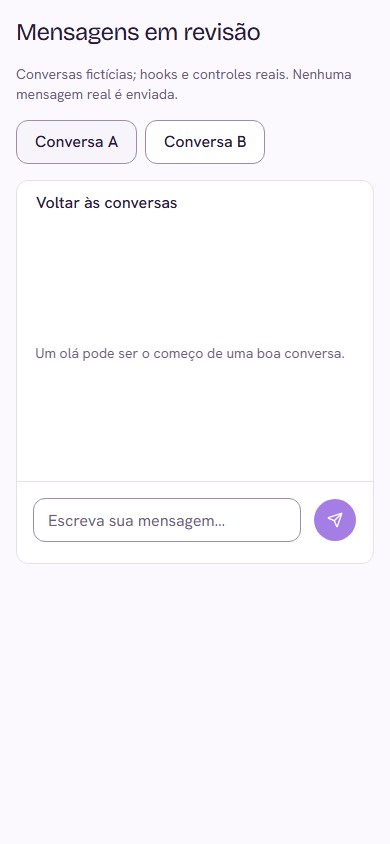 Mensagens em revisão
Conversas fictícias; hooks e controles reais. Nenhuma
mensagem real é enviada.
Conversa A
Conversa B
Voltar às conversas
Um olá pode ser o começo de uma boa conversa.
Escreva sua mensagem...